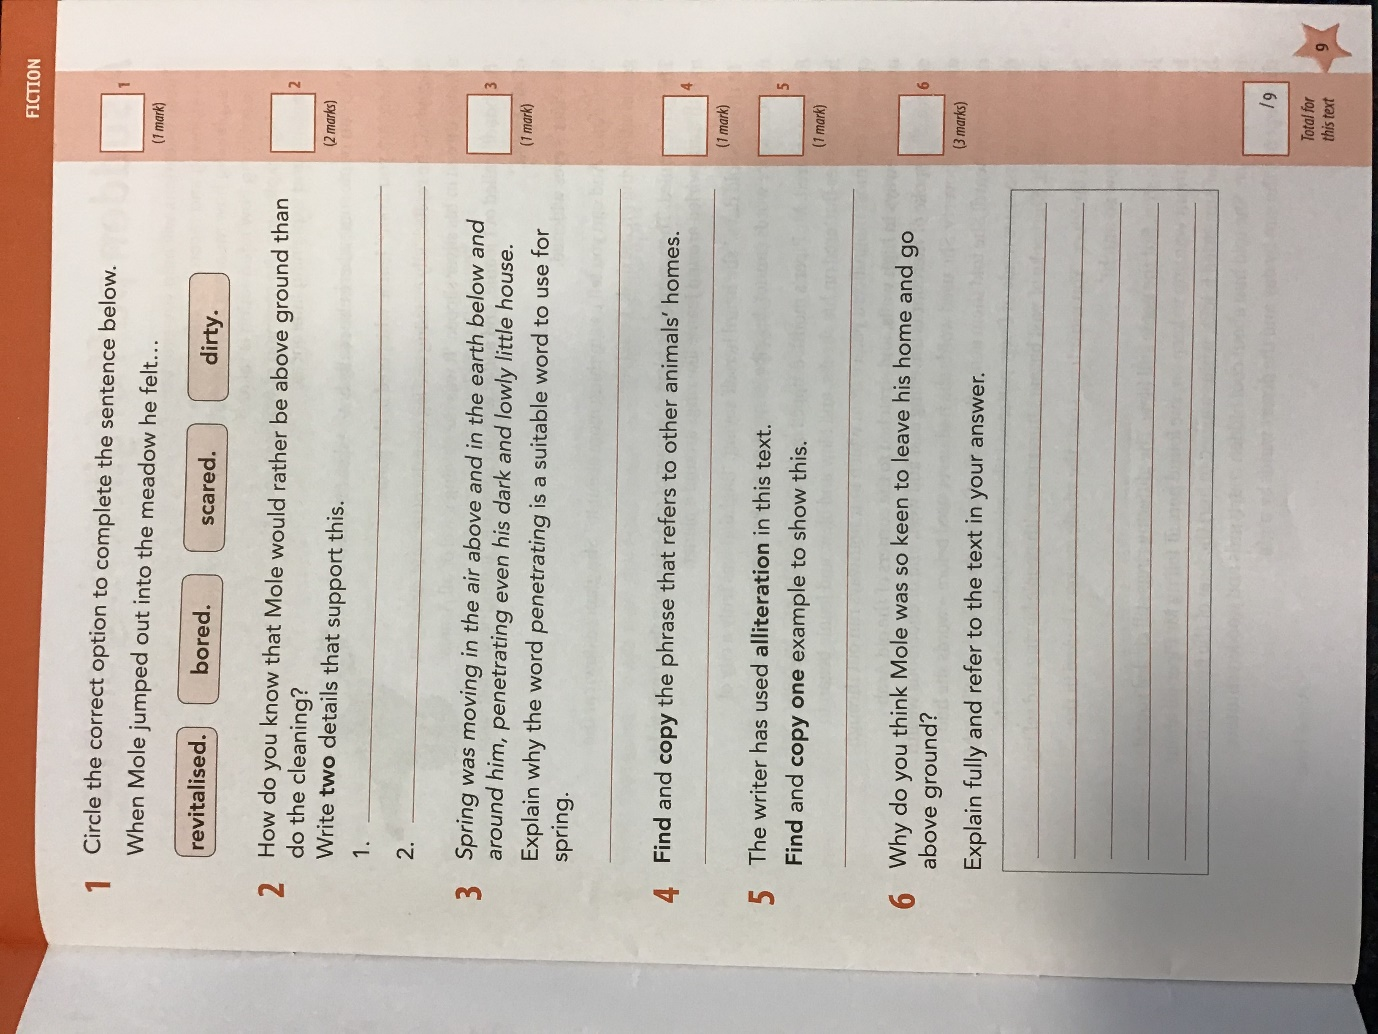 FICTION
1 Circle the correct option to complete the sentence below.
When Mole jumped out into the meadow he felt...
revitalised. bored. scared. dirty.
1
(1 mark)
2 How do you know that Mole would rather be above ground than
do the cleaning?
Write two details that support this.
1.
2.
2
(2 marks)
3 Spring was moving in the air above and in the earth below and
around him, penetrating even his dark and lowly little house.
Explain why the word penetrating is a suitable word to use for
spring.
3
(1 mark)
4 Find and copy the phrase that refers to other animals' homes.
4
(1 mark)
5 The writer has used alliteration in this text.
Find and copy one example to show this.
5
(1 mark)
6 Why do you think Mole was so keen to leave his home and go
above ground?
Explain fully and refer to the text in your answer.
6
(3 marks)
/9
Total for
this text
9